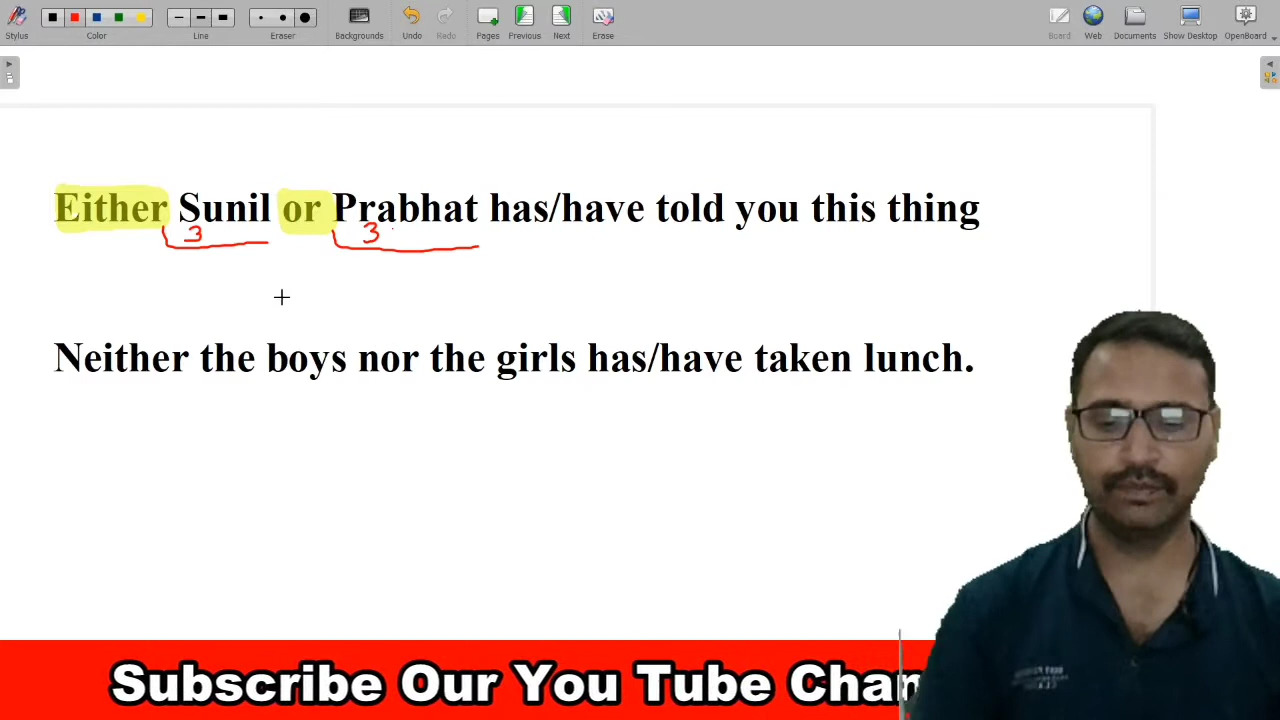 Stylus Color Line Eraser Backgrounds Undo Redo Pages Previous Next Erase Board Web Documents Show Desktop OpenBoard
Either Sunil or Prabhat has/have told you this thing
3 3
Neither the boys nor the girls has/have taken lunch.
Subscribe Our You Tube Chan